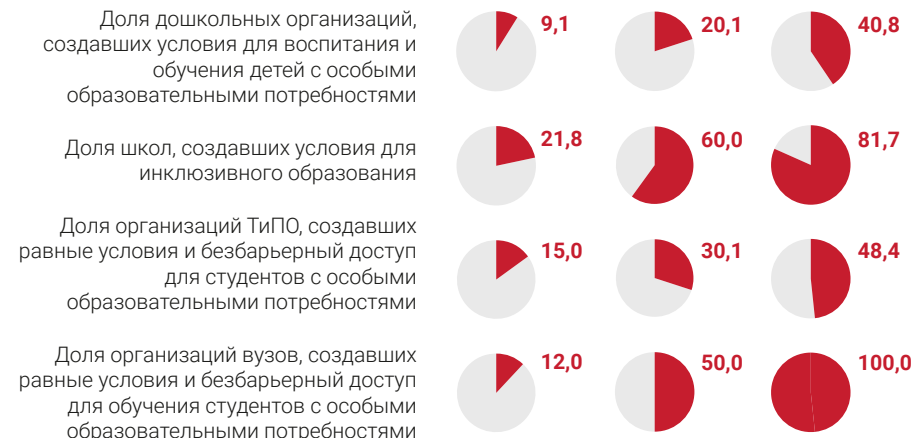 Доля дошкольных организаций,
создавших условия для воспитания и
обучения детей с особыми
образовательными потребностями
9,1
20,1
40,8
Доля школ, создавших условия для
инклюзивного образования
21,8
60,0
81,7
Доля организаций ТиПО, создавших
равные условия и безбарьерный доступ
для студентов с особыми
образовательными потребностями
15,0
30,1
48,4
Доля организаций вузов, создавших
равные условия и безбарьерный доступ
для обучения студентов с особыми
образовательными потребностями
12,0
50,0
100,0